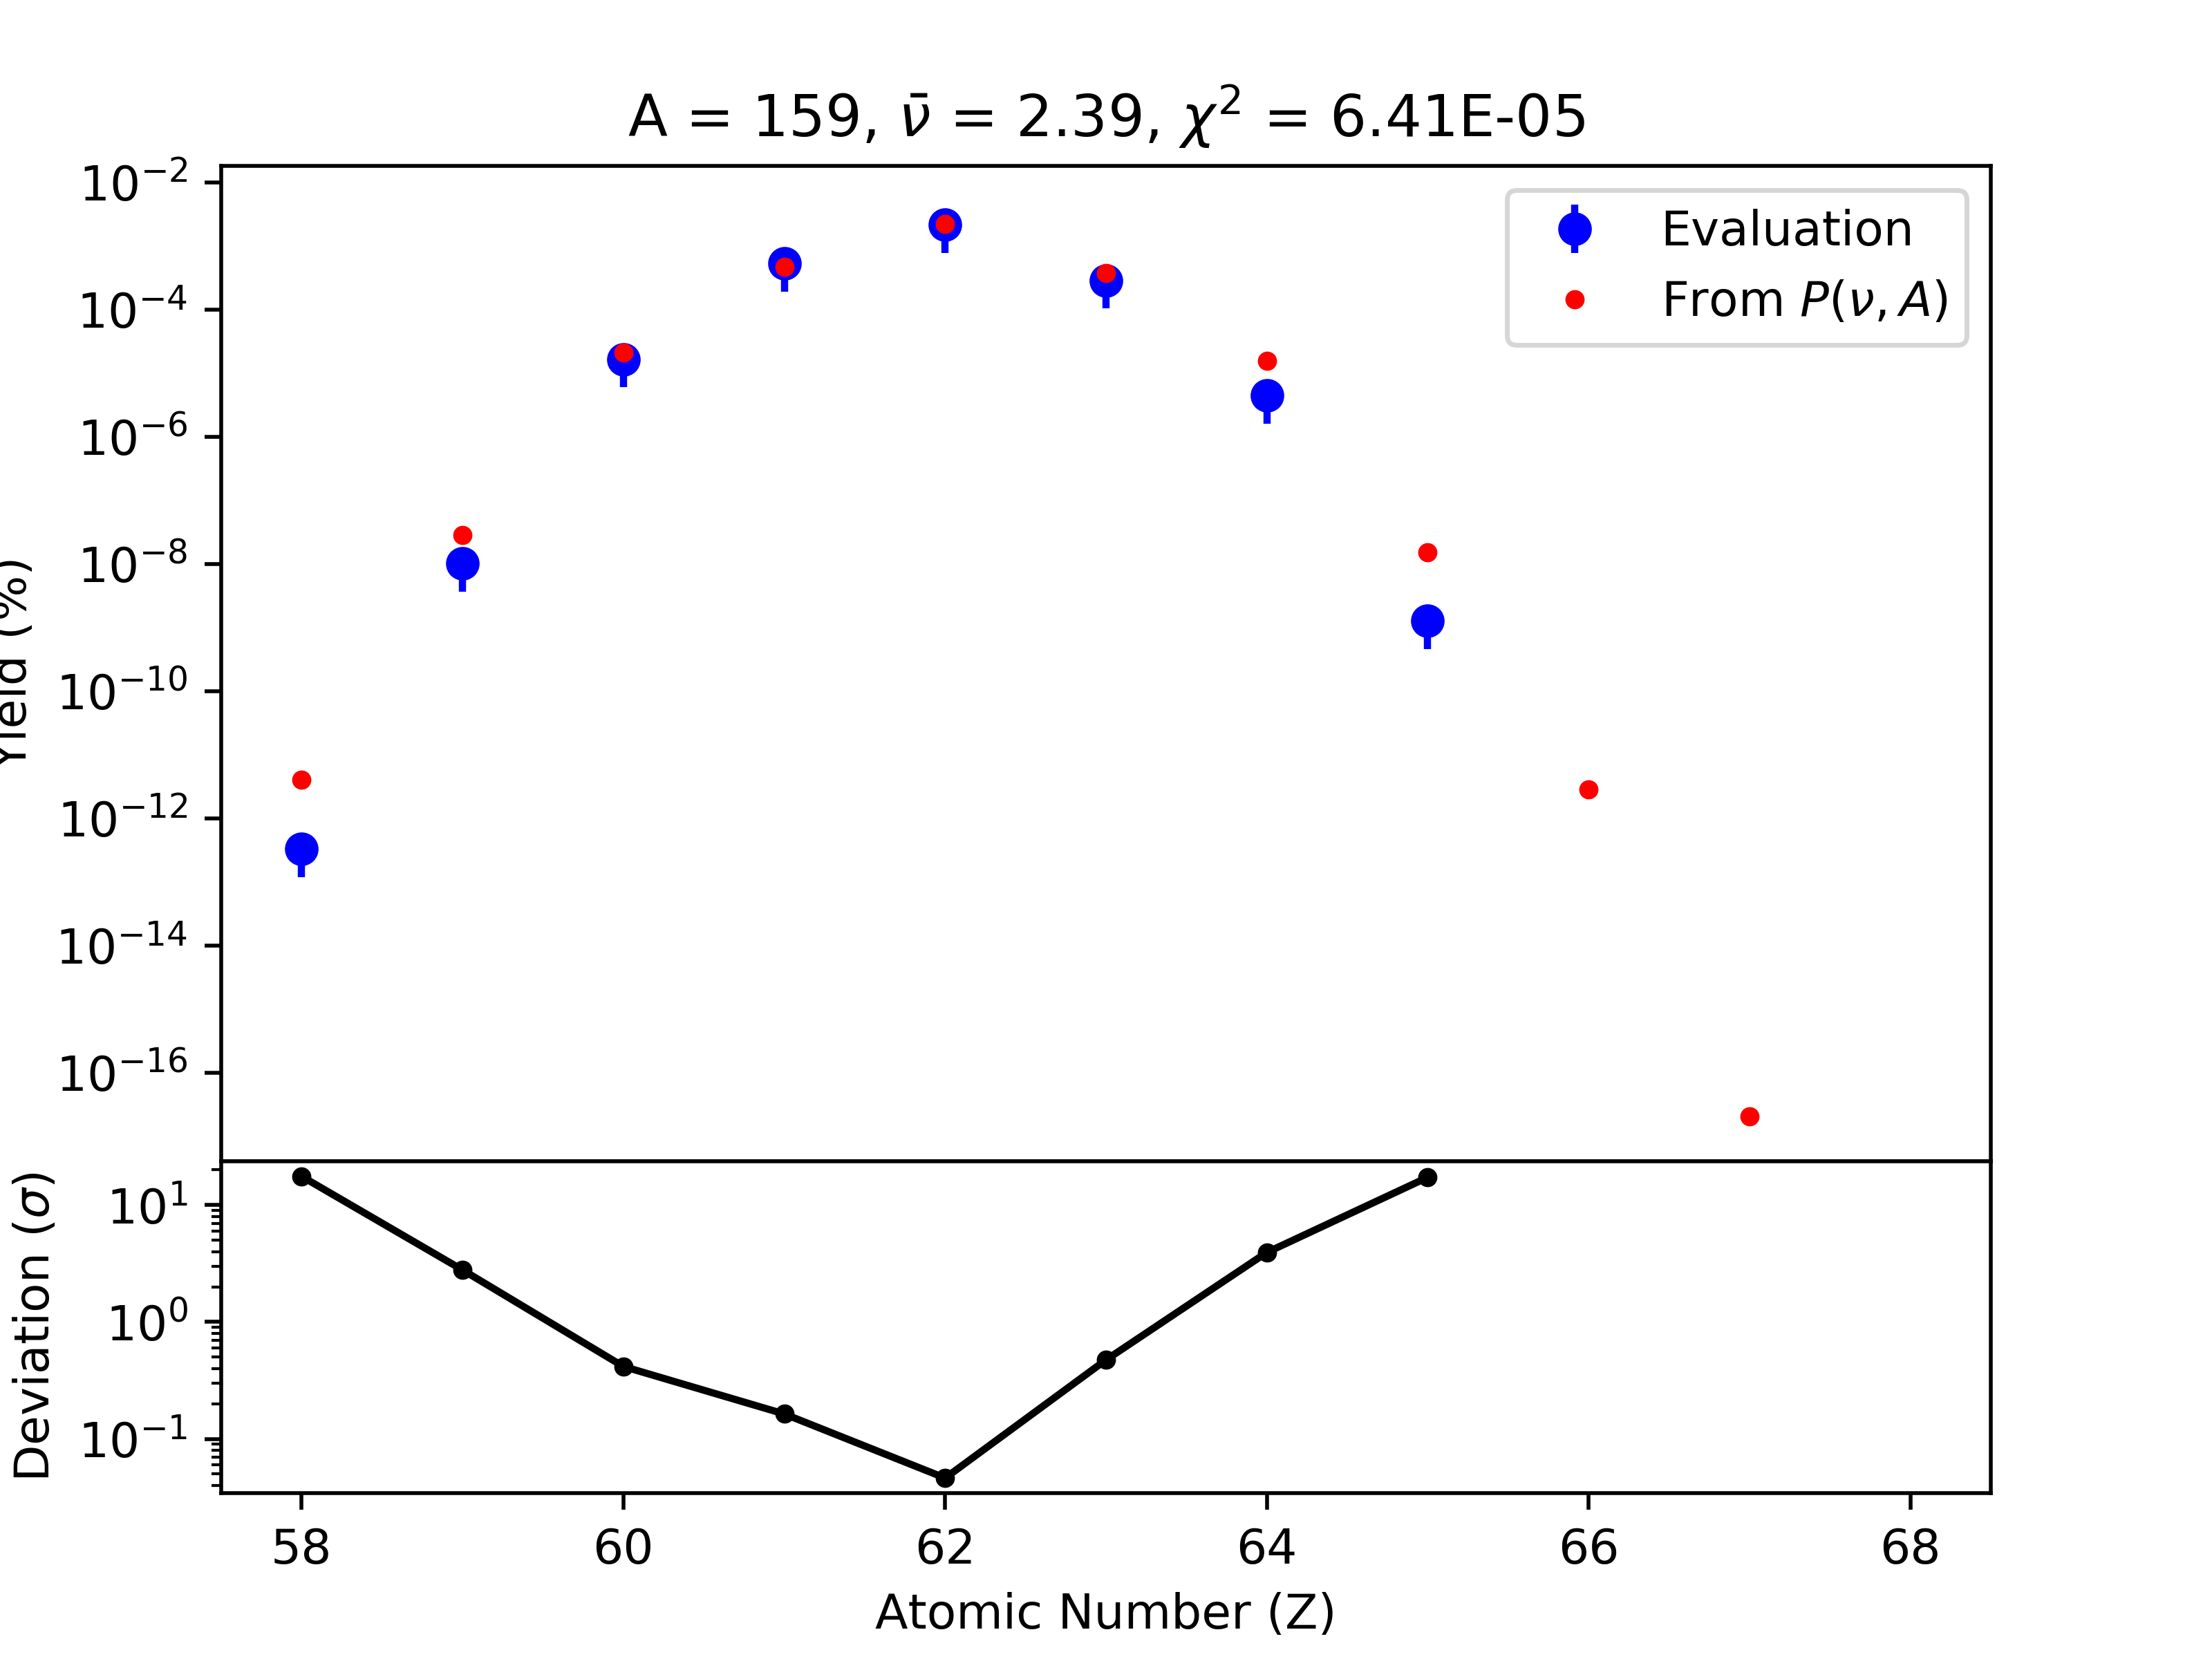 A = 159, ν̄ = 2.39, χ² = 6.41E-05
Evaluation
From P(ν, A)
Yield (%)
10⁻²
10⁻⁴
10⁻⁶
10⁻⁸
10⁻¹⁰
10⁻¹²
10⁻¹⁴
10⁻¹⁶
Deviation (σ)
10¹
10⁰
10⁻¹
58 60 62 64 66 68
Atomic Number (Z)